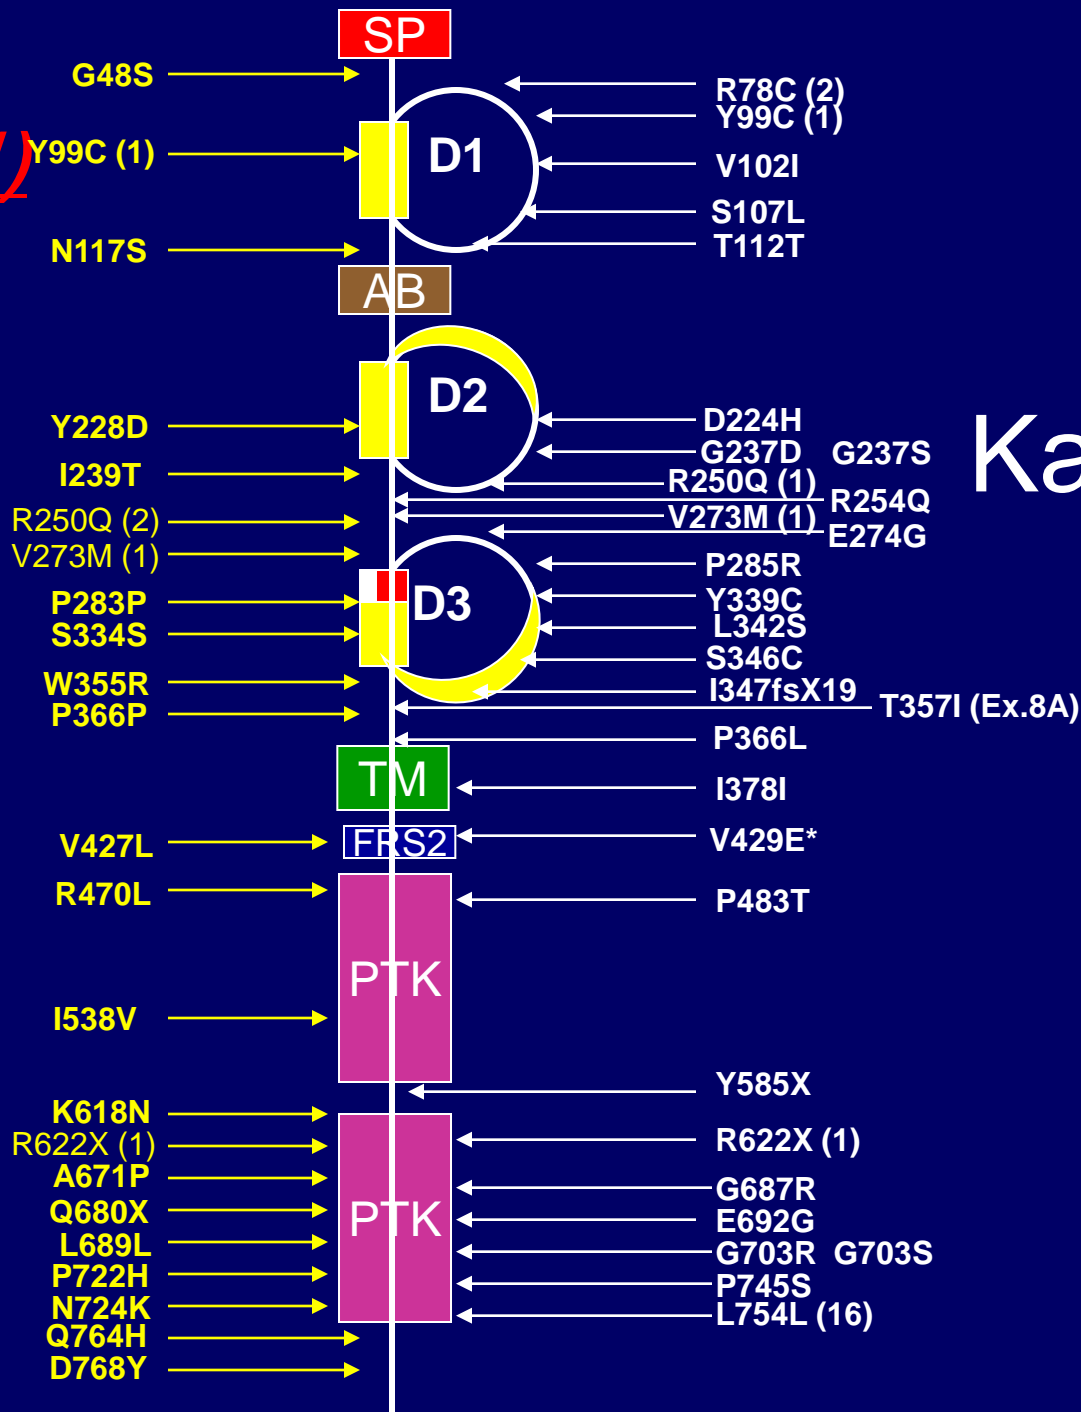 SP
G48S
R78C (2)
Y99C (1)
)
Y99C (1)
D1
V102I
S107L
N117S
T112T
AB
D2
Y228D
D224H
Ka
I239T
G237D G237S
R250Q (1)
R250Q (2)
R254Q
V273M (1)
V273M (1)
E274G
P285R
P283P
D3
Y339C
S334S
L342S
W355R
S346C
P366P
I347fsX19
T357I (Ex.8A)
P366L
TM
I378I
V427L
FRS2
V429E*
R470L
P483T
PTK
I538V
Y585X
K618N
R622X (1)
R622X (1)
A671P
G687R
Q680X
PTK
E692G
L689L
G703R G703S
P722H
P745S
N724K
L754L (16)
Q764H
D768Y